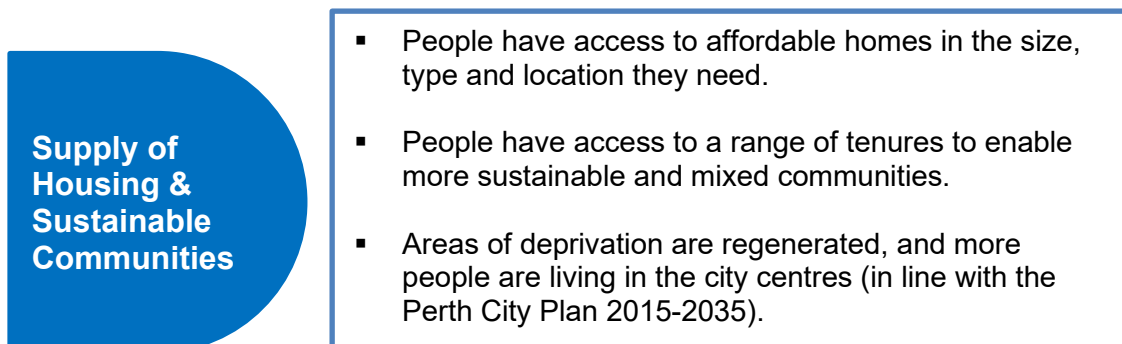 Supply of
Housing &
Sustainable
Communities
▪ People have access to affordable homes in the size,
type and location they need.
▪ People have access to a range of tenures to enable
more sustainable and mixed communities.
▪ Areas of deprivation are regenerated, and more
people are living in the city centres (in line with the
Perth City Plan 2015-2035).